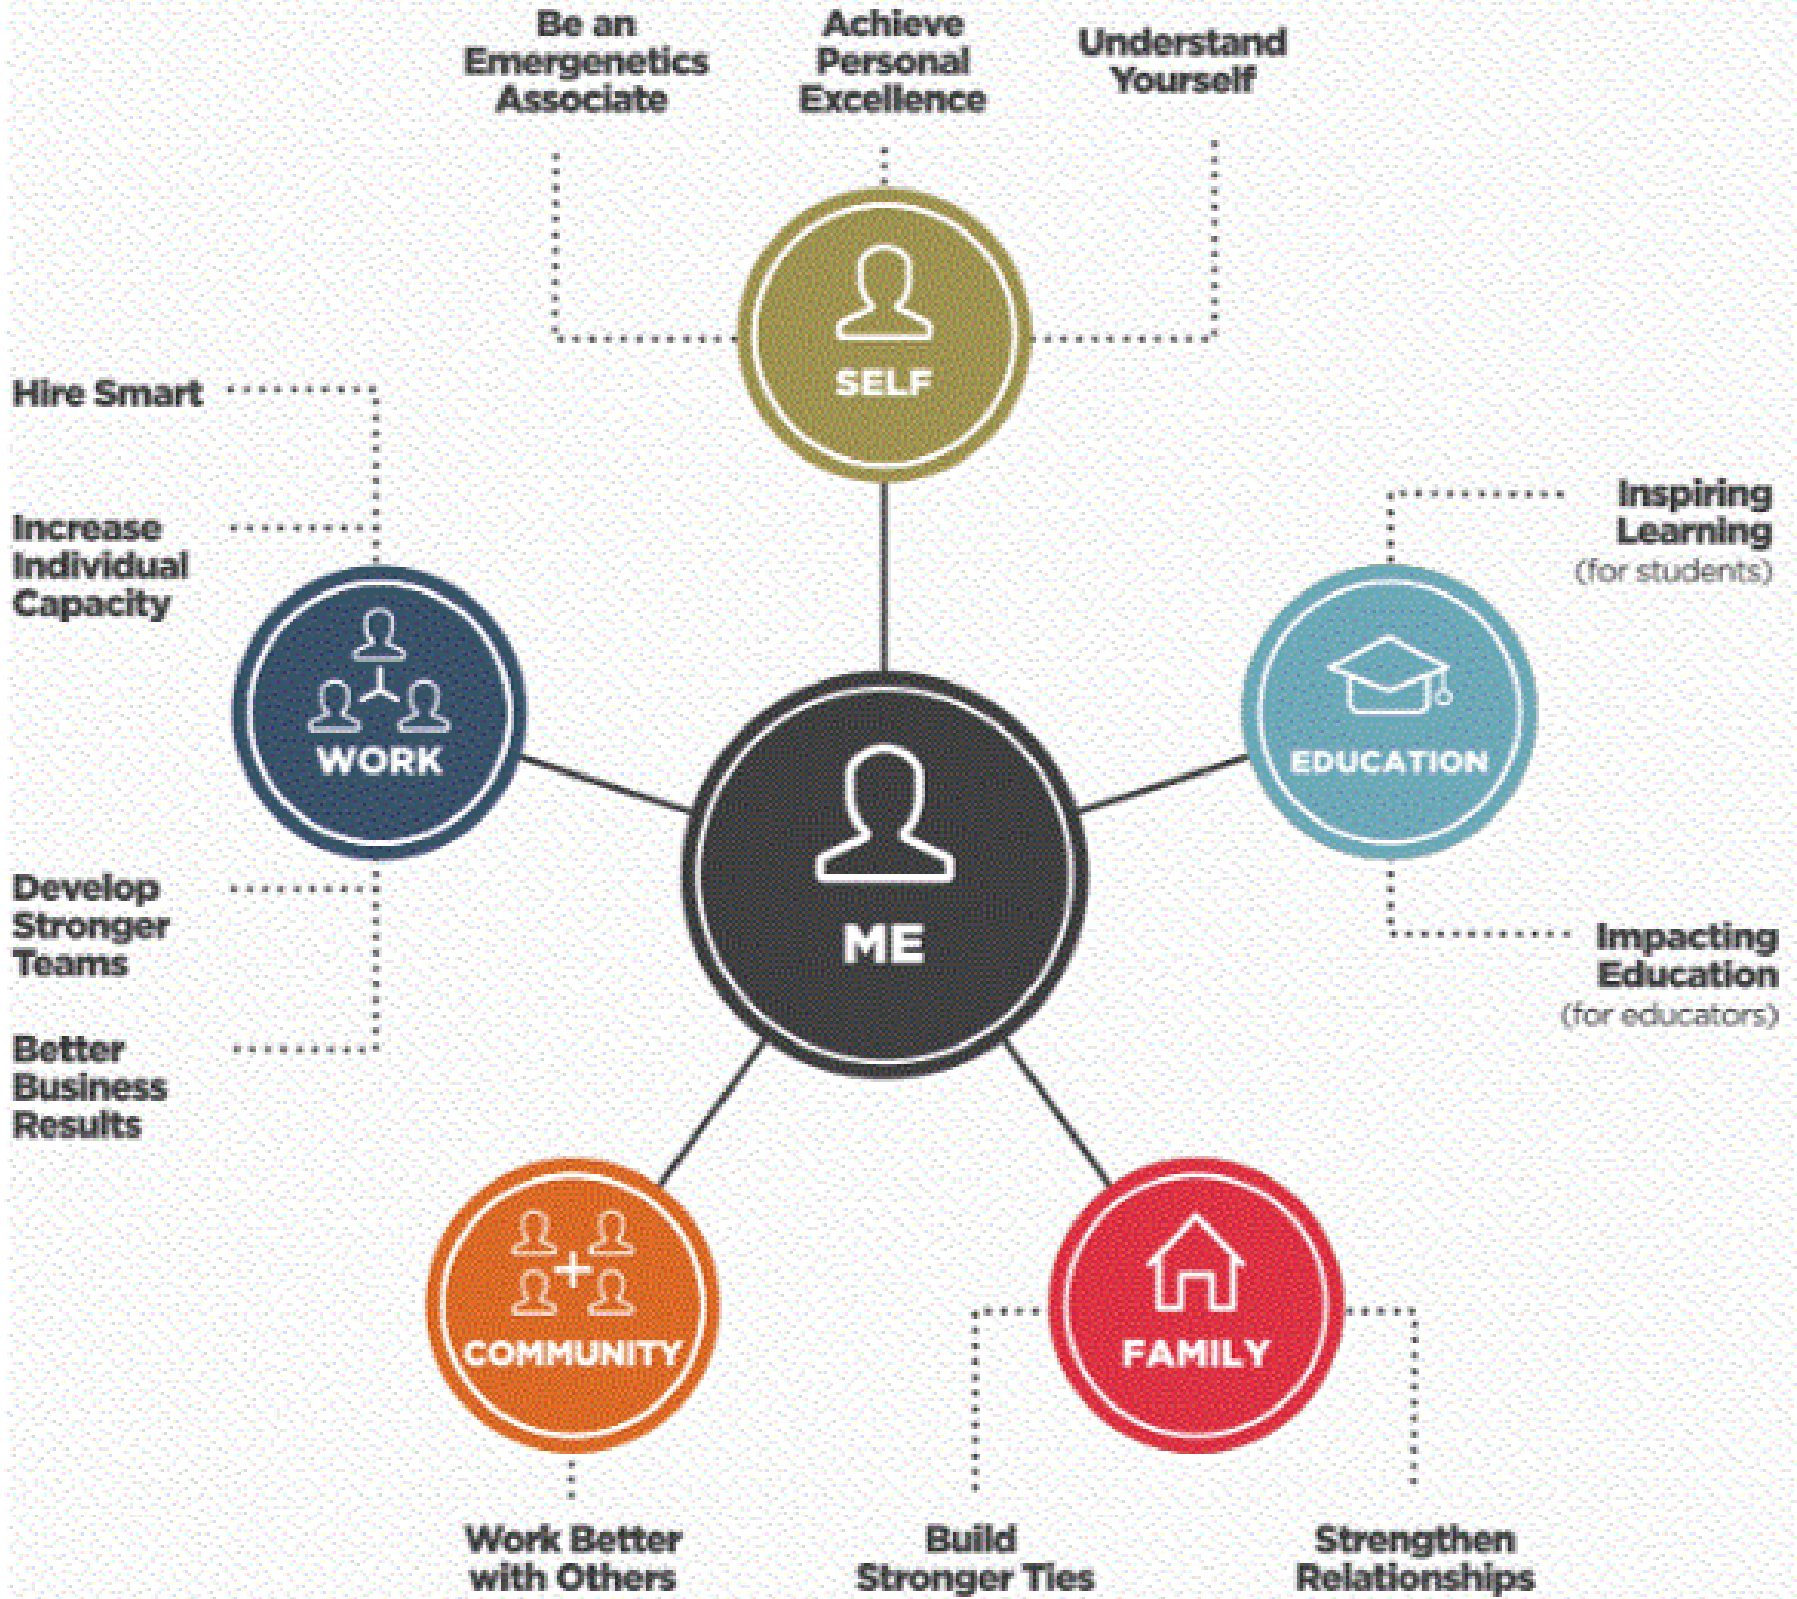 Be an
Emergenetics
Associate
Achieve
Personal
Excellence
Understand
Yourself
SELF
Hire Smart
Increase
Individual
Capacity
WORK
Develop
Stronger
Teams
Better
Business
Results
Inspiring
Learning
(for students)
EDUCATION
Impacting
Education
(for educators)
ME
COMMUNITY
Work Better
with Others
FAMILY
Build
Stronger Ties
Strengthen
Relationships